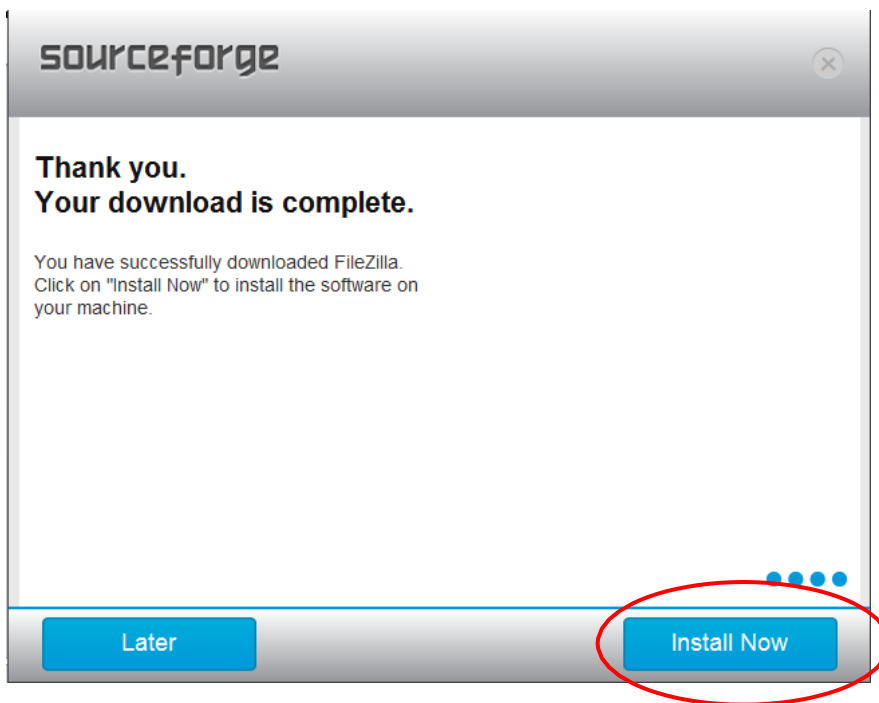 sourceforge
Thank you.
Your download is complete.
You have successfully downloaded FileZilla.
Click on "Install Now" to install the software on
your machine.
Later
Install Now